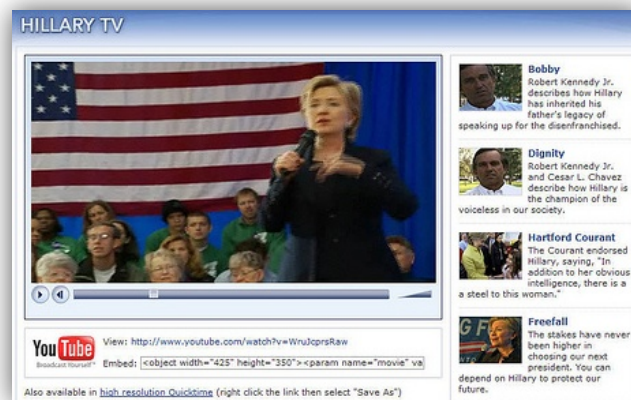 HILLARY TV
Bobby
Robert Kennedy Jr.
describes how Hillary
has inherited his
father's legacy of
speaking up for the disenfranchised.
Dignity
Robert Kennedy Jr.
and Cesar L. Chavez
describe how Hillary is
the champion of the
voiceless in our society.
Hartford Courant
The Courant endorsed
Hillary, saying, "In
addition to her obvious
intelligence, there is a
a steel to this woman."
Freefall
The stakes have never
been higher in
choosing our next
president. You can
depend on Hillary to protect our
future.
YouTube
Broadcast Yourself™
View: http://www.youtube.com/watch?v=WruJcprsRaw
Embed: <object width="425" height="350"><param name="movie" va
Also available in high resolution Quicktime (right click the link then select "Save As")